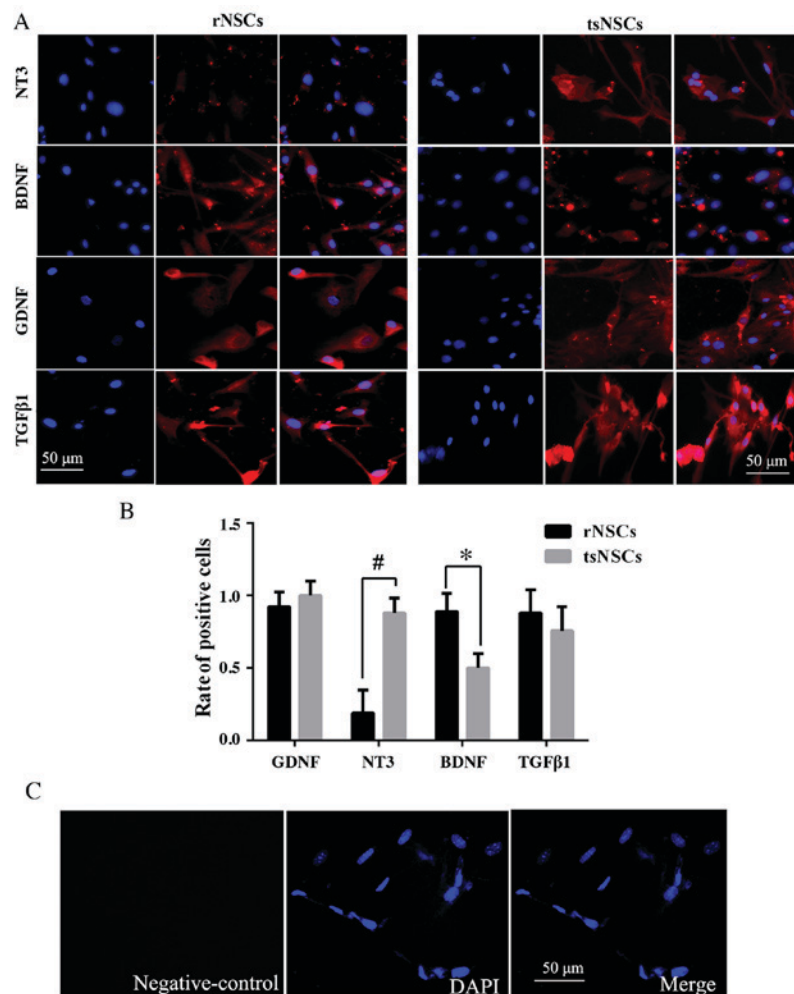 A
rNSCs
tsNSCs
NT3
BDNF
GDNF
TGFβ1
50 μm
50 μm
B
1.5
1.0
0.5
0.0
Rate of positive cells
#
*
rNSCs
tsNSCs
GDNF NT3 BDNF TGFβ1
C
Negative-control
DAPI
50 μm
Merge